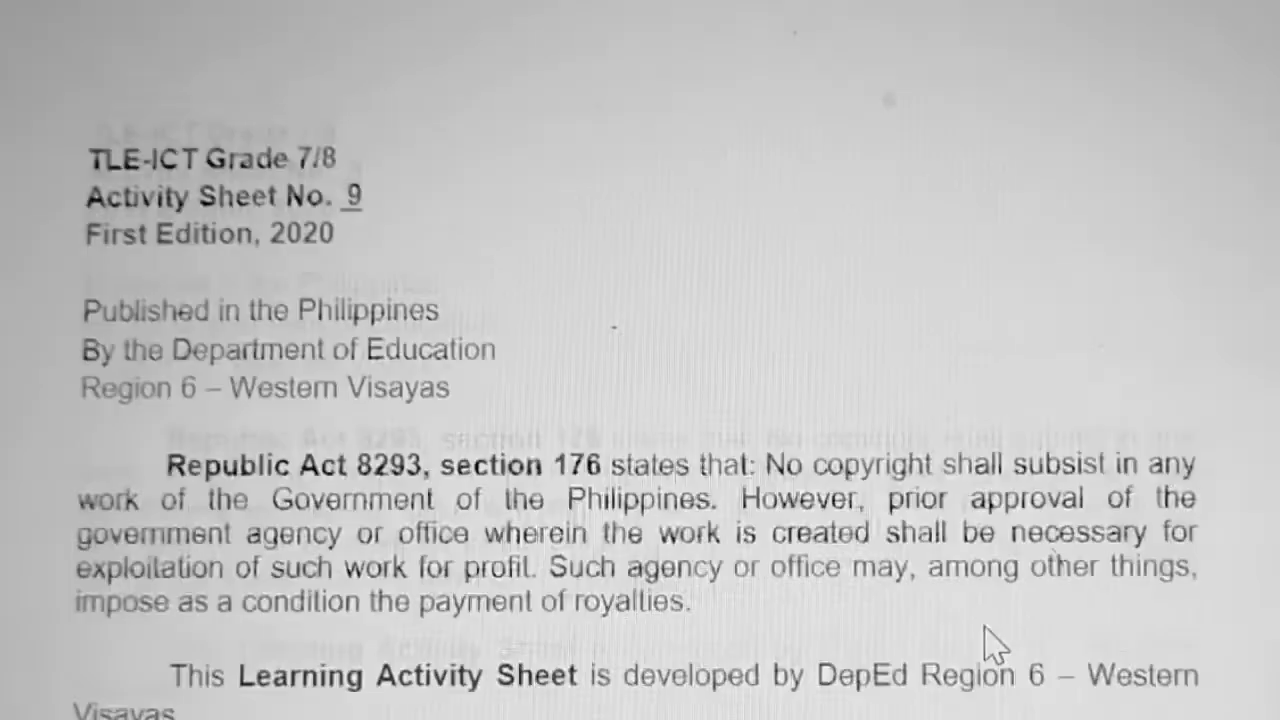 TLE-ICT Grade 7/8
Activity Sheet No. 9
First Edition, 2020
Published in the Philippines
By the Department of Education
Region 6 – Western Visayas
Republic Act 8293, section 176 states that: No copyright shall subsist in any
work of the Government of the Philippines. However, prior approval of the
government agency or office wherein the work is created shall be necessary for
exploitation of such work for profit. Such agency or office may, among other things,
impose as a condition the payment of royalties.
This Learning Activity Sheet is developed by DepEd Region 6 – Western
Visayas